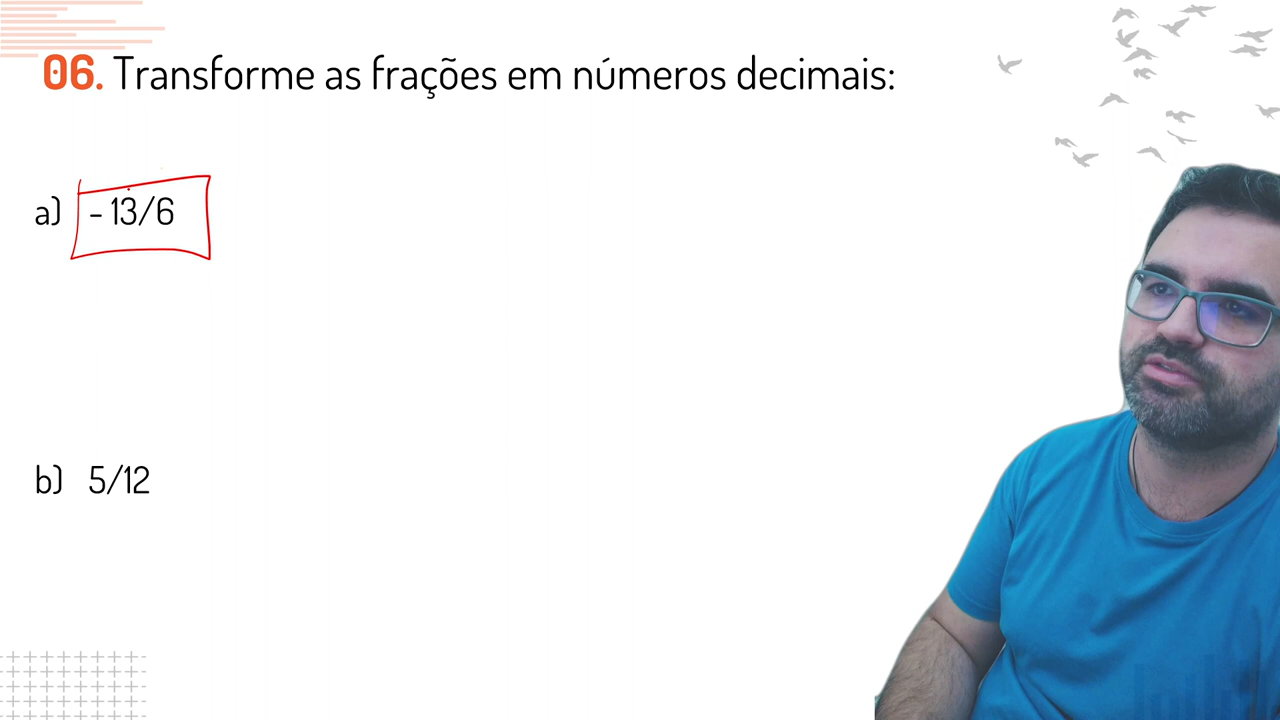 06. Transforme as frações em números decimais:
a) - 13/6
b) 5/12